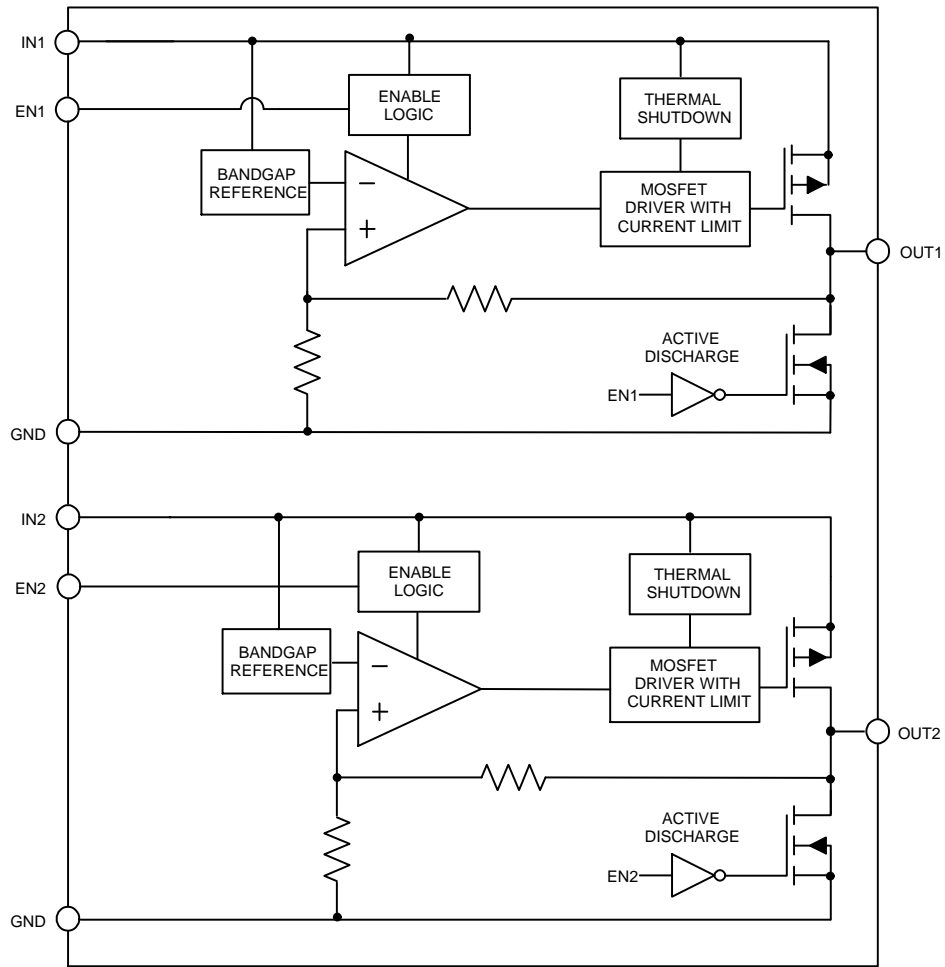 IN1
EN1
ENABLE
LOGIC
THERMAL
SHUTDOWN
BANDGAP
REFERENCE
−
+
MOSFET
DRIVER WITH
CURRENT LIMIT
OUT1
ACTIVE
DISCHARGE
EN1
GND
IN2
EN2
ENABLE
LOGIC
THERMAL
SHUTDOWN
BANDGAP
REFERENCE
−
+
MOSFET
DRIVER WITH
CURRENT LIMIT
OUT2
ACTIVE
DISCHARGE
EN2
GND